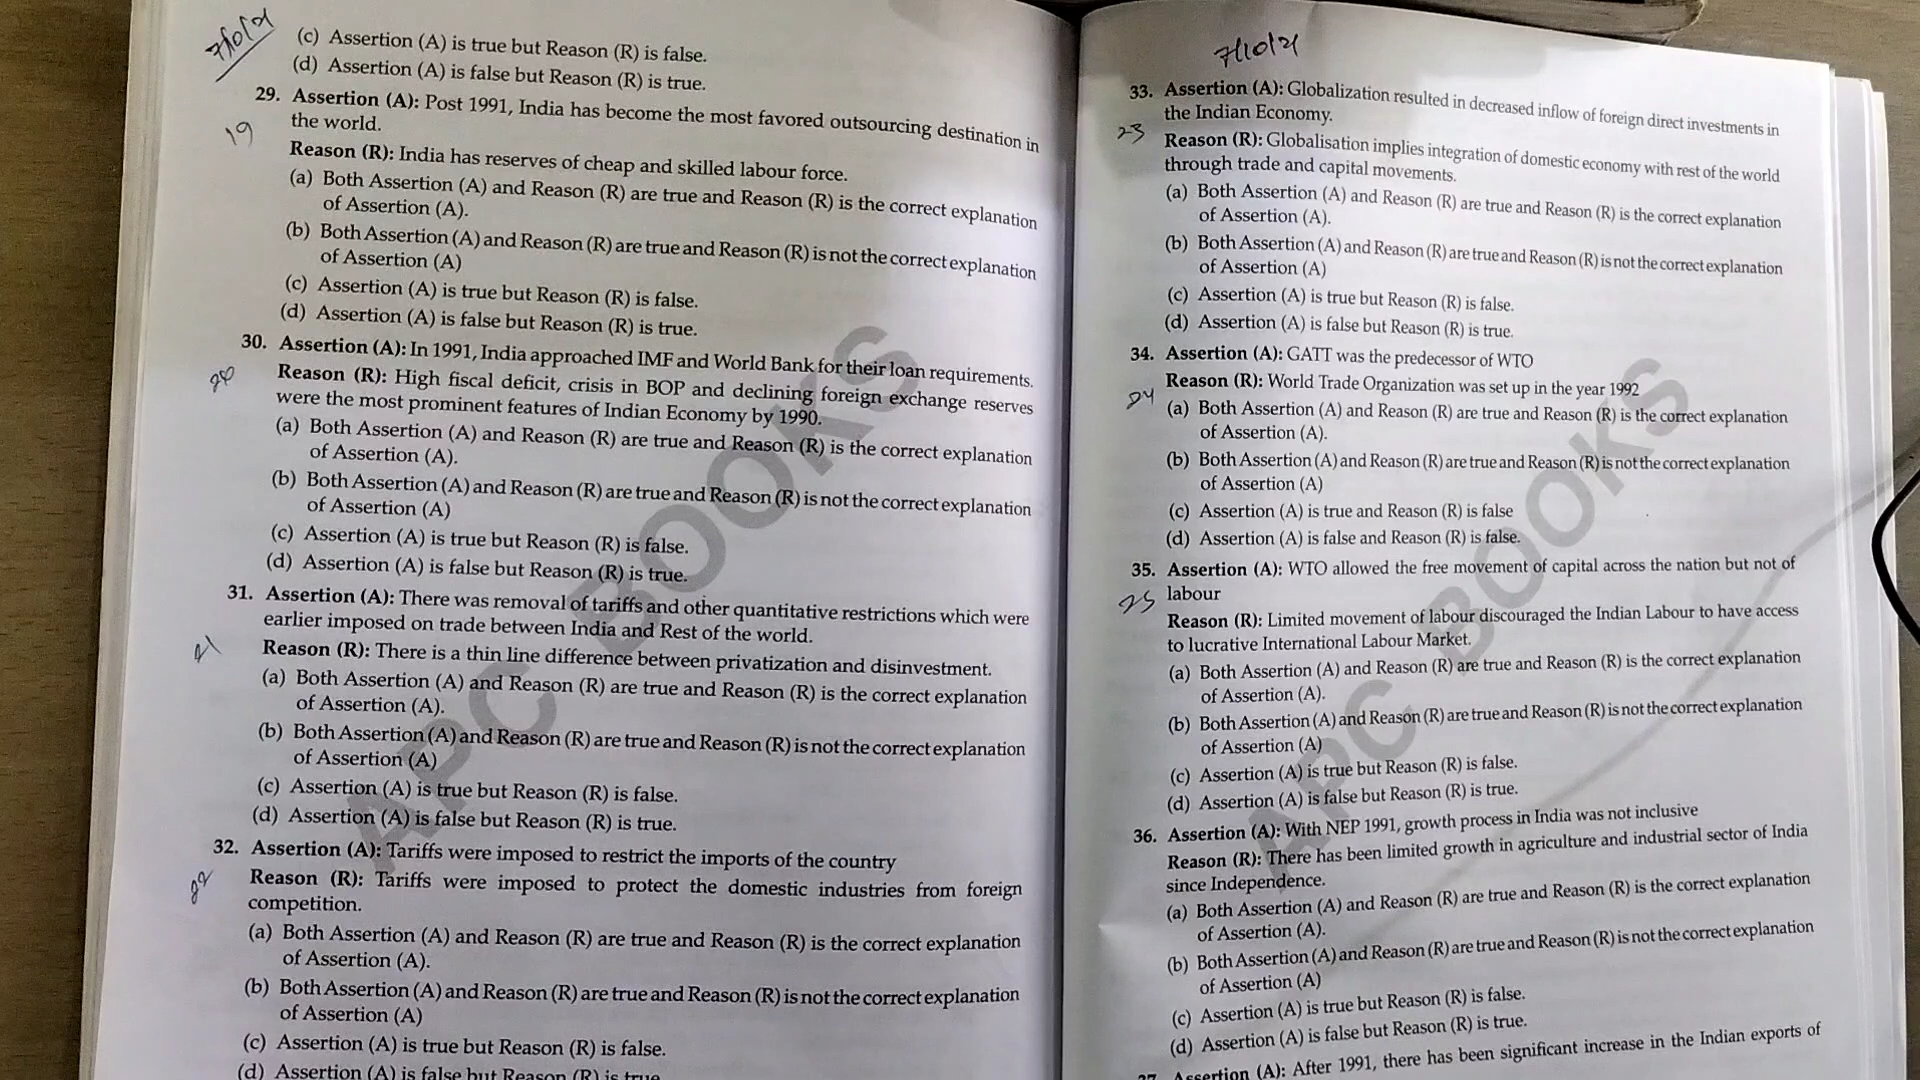 7/10/21
(c) Assertion (A) is true but Reason (R) is false.
(d) Assertion (A) is false but Reason (R) is true.
29. Assertion (A): Post 1991, India has become the most favored outsourcing destination in
the world.
19
Reason (R): India has reserves of cheap and skilled labour force.
(a) Both Assertion (A) and Reason (R) are true and Reason (R) is the correct explanation
of Assertion (A).
(b) Both Assertion (A) and Reason (R) are true and Reason (R) is not the correct explanation
of Assertion (A)
(c) Assertion (A) is true but Reason (R) is false.
(d) Assertion (A) is false but Reason (R) is true.
30. Assertion (A): In 1991, India approached IMF and World Bank for their loan requirements.
20
Reason (R): High fiscal deficit, crisis in BOP and declining foreign exchange reserves
were the most prominent features of Indian Economy by 1990.
(a) Both Assertion (A) and Reason (R) are true and Reason (R) is the correct explanation
of Assertion (A).
(b) Both Assertion (A) and Reason (R) are true and Reason (R) is not the correct explanation
of Assertion (A)
(c) Assertion (A) is true but Reason (R) is false.
(d) Assertion (A) is false but Reason (R) is true.
31. Assertion (A): There was removal of tariffs and other quantitative restrictions which were
earlier imposed on trade between India and Rest of the world.
21
Reason (R): There is a thin line difference between privatization and disinvestment.
(a) Both Assertion (A) and Reason (R) are true and Reason (R) is the correct explanation
of Assertion (A).
(b) Both Assertion (A) and Reason (R) are true and Reason (R) is not the correct explanation
of Assertion (A)
(c) Assertion (A) is true but Reason (R) is false.
(d) Assertion (A) is false but Reason (R) is true.
32. Assertion (A): Tariffs were imposed to restrict the imports of the country
22
Reason (R): Tariffs were imposed to protect the domestic industries from foreign
competition.
(a) Both Assertion (A) and Reason (R) are true and Reason (R) is the correct explanation
of Assertion (A).
(b) Both Assertion (A) and Reason (R) are true and Reason (R) is not the correct explanation
of Assertion (A)
(c) Assertion (A) is true but Reason (R) is false.
(d) Assertion (A) is false but Reason (R) is true
APC BOOKS
7/10/21
33. Assertion (A): Globalization resulted in decreased inflow of foreign direct investments in
the Indian Economy.
23
Reason (R): Globalisation implies integration of domestic economy with rest of the world
through trade and capital movements.
(a) Both Assertion (A) and Reason (R) are true and Reason (R) is the correct explanation
of Assertion (A).
(b) Both Assertion (A) and Reason (R) are true and Reason (R) is not the correct explanation
of Assertion (A)
(c) Assertion (A) is true but Reason (R) is false.
(d) Assertion (A) is false but Reason (R) is true.
34. Assertion (A): GATT was the predecessor of WTO
Reason (R): World Trade Organization was set up in the year 1992
24
(a) Both Assertion (A) and Reason (R) are true and Reason (R) is the correct explanation
of Assertion (A).
(b) Both Assertion (A) and Reason (R) are true and Reason (R) is not the correct explanation
of Assertion (A)
(c) Assertion (A) is true and Reason (R) is false
(d) Assertion (A) is false and Reason (R) is false.
35. Assertion (A): WTO allowed the free movement of capital across the nation but not of
labour
25
Reason (R): Limited movement of labour discouraged the Indian Labour to have access
to lucrative International Labour Market.
(a) Both Assertion (A) and Reason (R) are true and Reason (R) is the correct explanation
of Assertion (A).
(b) Both Assertion (A) and Reason (R) are true and Reason (R) is not the correct explanation
of Assertion (A)
(c) Assertion (A) is true but Reason (R) is false.
(d) Assertion (A) is false but Reason (R) is true.
36. Assertion (A): With NEP 1991, growth process in India was not inclusive
Reason (R): There has been limited growth in agriculture and industrial sector of India
since Independence.
(a) Both Assertion (A) and Reason (R) are true and Reason (R) is the correct explanation
of Assertion (A).
(b) Both Assertion (A) and Reason (R) are true and Reason (R) is not the correct explanation
of Assertion (A)
(c) Assertion (A) is true but Reason (R) is false.
(d) Assertion (A) is false but Reason (R) is true.
37. Assertion (A): After 1991, there has been significant increase in the Indian exports of
APC BOOKS